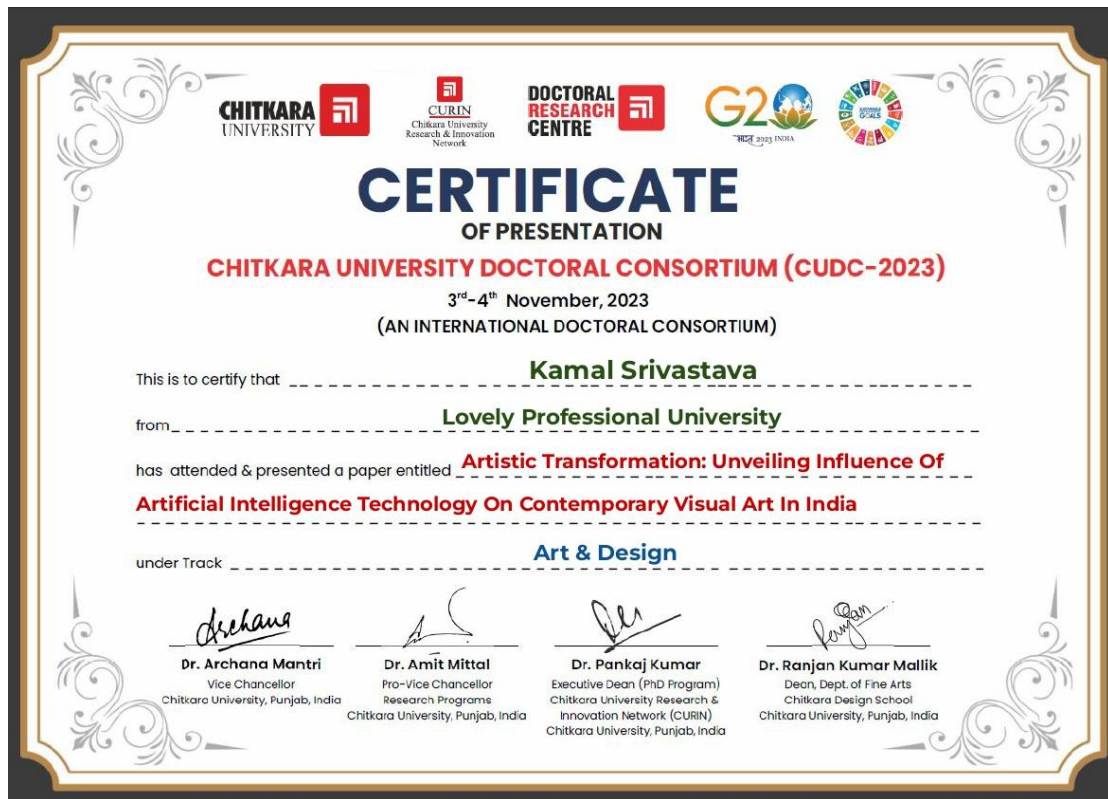 CHITKARA
UNIVERSITY
CURIN
Chitkara University
Research & Innovation
Network
DOCTORAL
RESEARCH
CENTRE
G20
भारत 2023 INDIA
SUSTAINABLE
DEVELOPMENT
GOALS
CERTIFICATE
OF PRESENTATION
CHITKARA UNIVERSITY DOCTORAL CONSORTIUM (CUDC-2023)
3rd-4th November, 2023
(AN INTERNATIONAL DOCTORAL CONSORTIUM)
This is to certify that Kamal Srivastava
from Lovely Professional University
has attended & presented a paper entitled Artistic Transformation: Unveiling Influence Of
Artificial Intelligence Technology On Contemporary Visual Art In India
under Track Art & Design
Archana
Ranjan
Dr. Archana Mantri
Vice Chancellor
Chitkara University, Punjab, India
Dr. Amit Mittal
Pro-Vice Chancellor
Research Programs
Chitkara University, Punjab, India
Dr. Pankaj Kumar
Executive Dean (PhD Program)
Chitkara University Research &
Innovation Network (CURIN)
Chitkara University, Punjab, India
Dr. Ranjan Kumar Mallik
Dean, Dept. of Fine Arts
Chitkara Design School
Chitkara University, Punjab, India